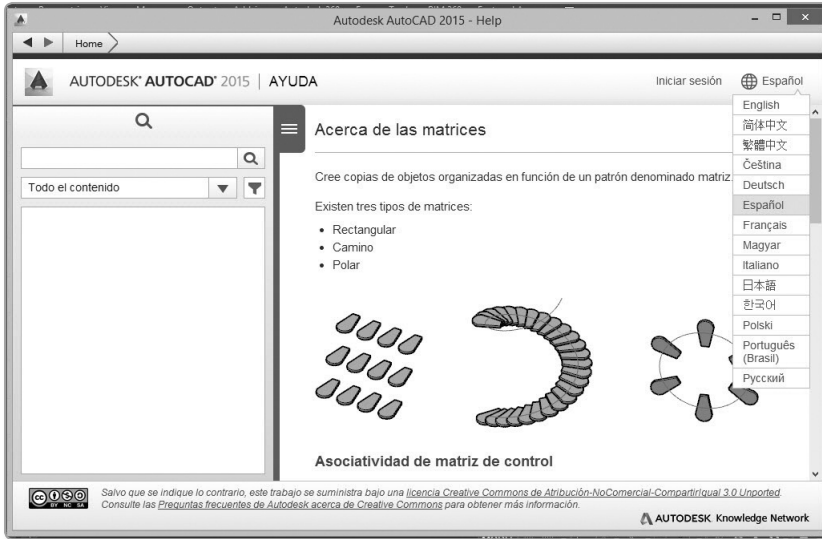 Autodesk AutoCAD 2015 - Help
Home
AUTODESK® AUTOCAD® 2015 | AYUDA
Iniciar sesión
Español
English
简体中文
繁體中文
Čeština
Deutsch
Español
Français
Magyar
Italiano
日本語
한국어
Polski
Português
(Brasil)
Русский
Todo el contenido
Acerca de las matrices
Cree copias de objetos organizadas en función de un patrón denominado matriz.
Existen tres tipos de matrices:
• Rectangular
• Camino
• Polar
Asociatividad de matriz de control
cc
BY NC SA
Salvo que se indique lo contrario, este trabajo se suministra bajo una licencia Creative Commons de Atribución-NoComercial-CompartirIgual 3.0 Unported.
Consulte las Preguntas frecuentes de Autodesk acerca de Creative Commons para obtener más información.
AUTODESK. Knowledge Network